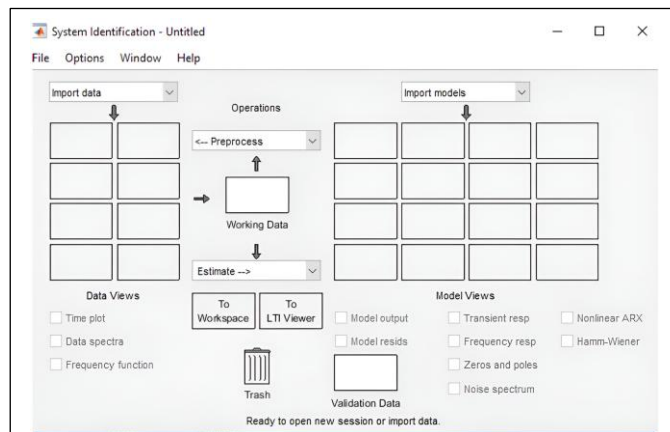 System Identification - Untitled
File Options Window Help
Import data
Import models
Operations
<-- Preprocess
Working Data
Estimate -->
Data Views
To Workspace
To LTI Viewer
Model Views
Time plot
Data spectra
Frequency function
Model output
Model resids
Transient resp
Frequency resp
Zeros and poles
Noise spectrum
Nonlinear ARX
Hamm-Wiener
Trash
Validation Data
Ready to open new session or import data.